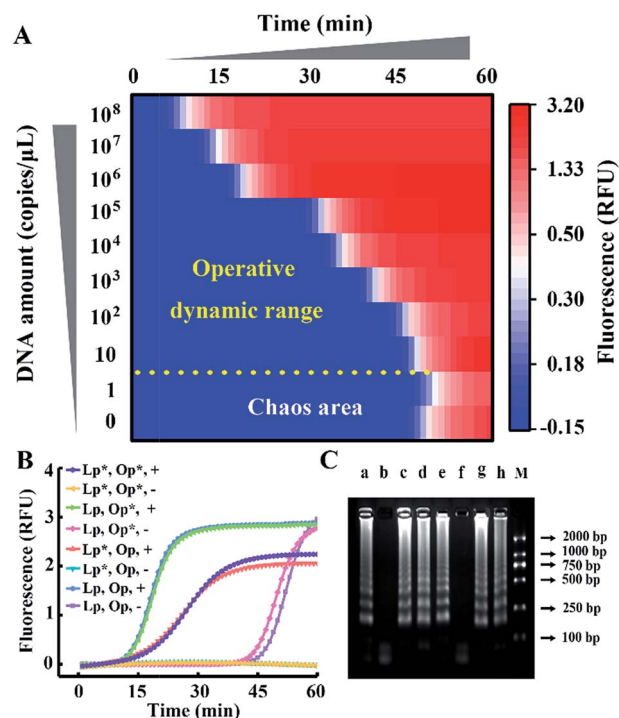 A
Time (min)
0 15 30 45 60
DNA amount (copies/μL)
10⁸
10⁷
10⁶
10⁵
10⁴
10³
10²
10
1
0
Operative
dynamic range
Chaos area
3.20
1.33
0.50
0.30
0.18
-0.15
Fluorescence (RFU)
B
Fluorescence (RFU)
4
3
2
1
0
Lp*, Op*, +
Lp*, Op*, -
Lp, Op*, +
Lp, Op*, -
Lp*, Op, +
Lp*, Op, -
Lp, Op, +
Lp, Op, -
0 15 30 45 60
Time (min)
C
a b c d e f g h M
2000 bp
1000 bp
750 bp
500 bp
250 bp
100 bp